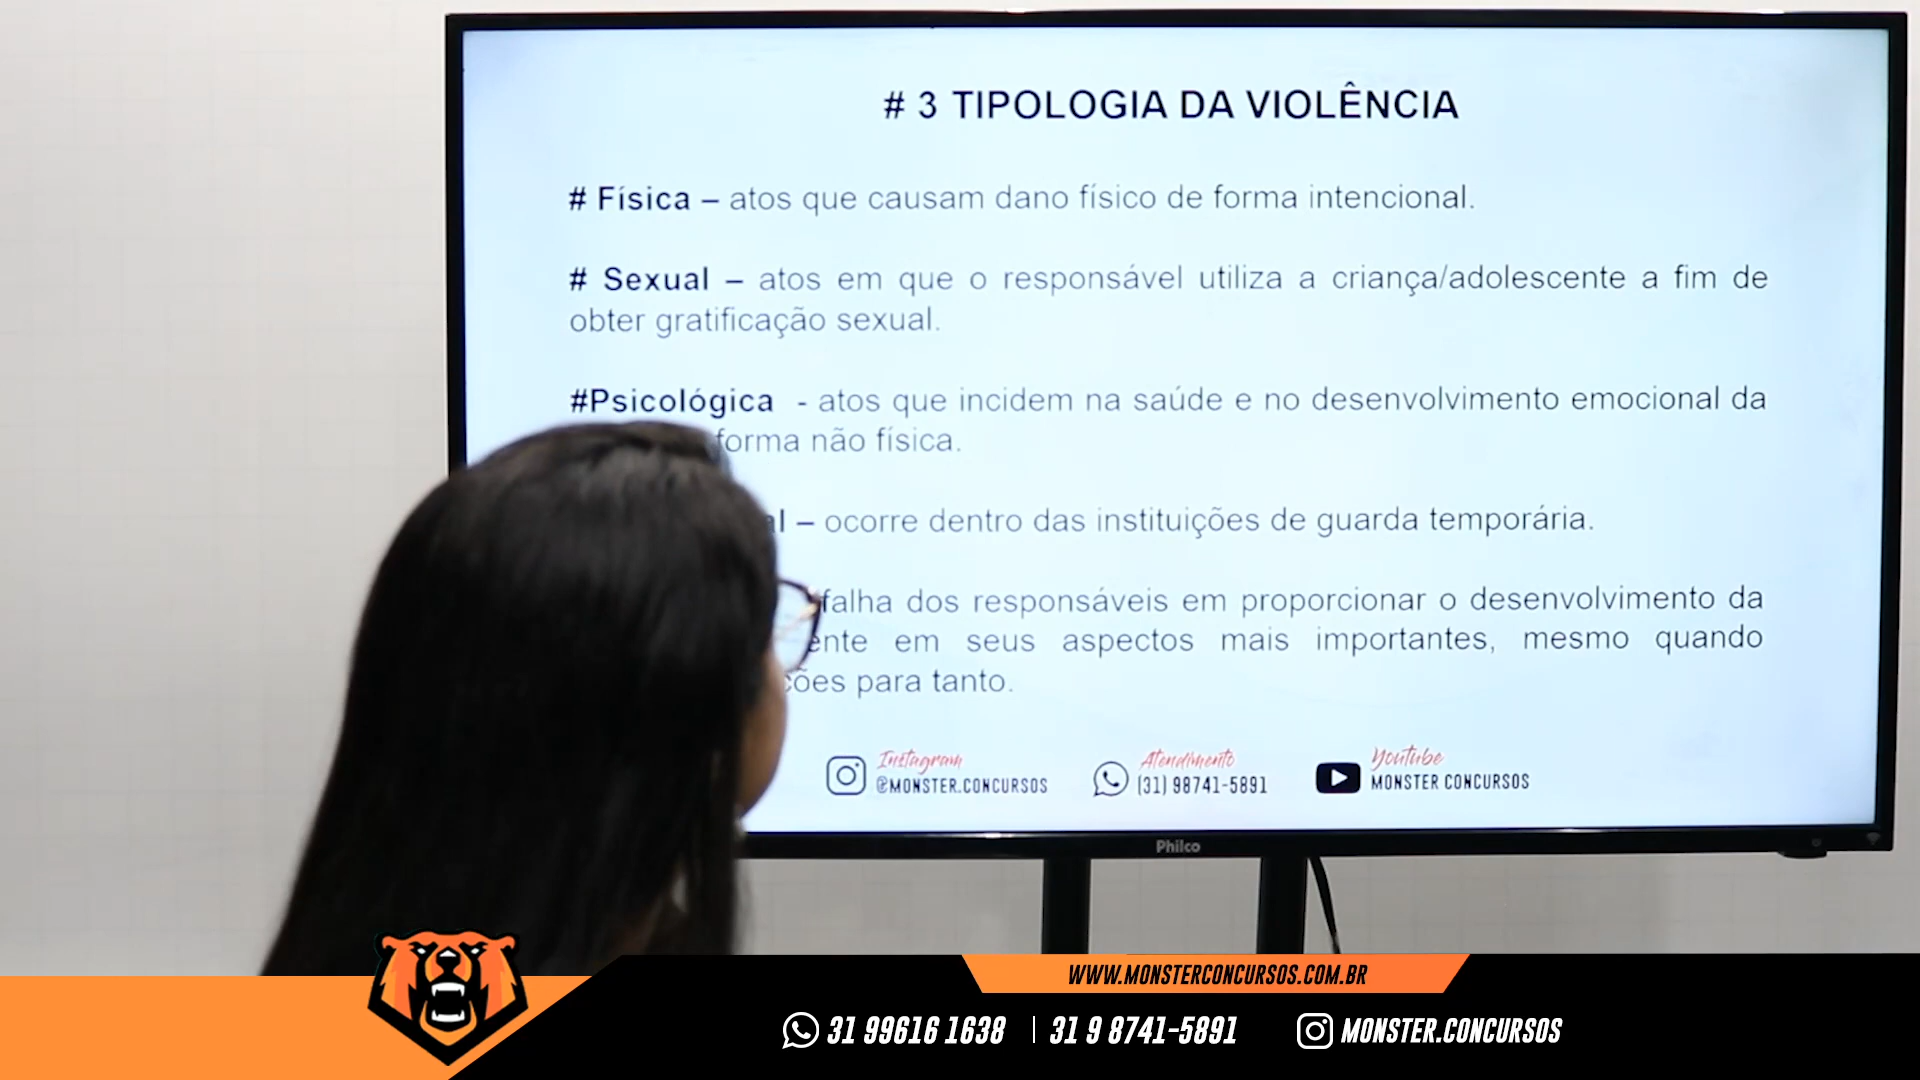 # 3 TIPOLOGIA DA VIOLÊNCIA
# Física – atos que causam dano físico de forma intencional.
# Sexual – atos em que o responsável utiliza a criança/adolescente a fim de
obter gratificação sexual.
#Psicológica - atos que incidem na saúde e no desenvolvimento emocional da
forma não física.
– ocorre dentro das instituições de guarda temporária.
falha dos responsáveis em proporcionar o desenvolvimento da
em seus aspectos mais importantes, mesmo quando
para tanto.
Instagram
@MONSTER.CONCURSOS
Atendimento
(31) 98741-5891
Youtube
MONSTER CONCURSOS
Philco
WWW.MONSTERCONCURSOS.COM.BR
31 99616 1638 | 31 9 8741-5891
MONSTER.CONCURSOS